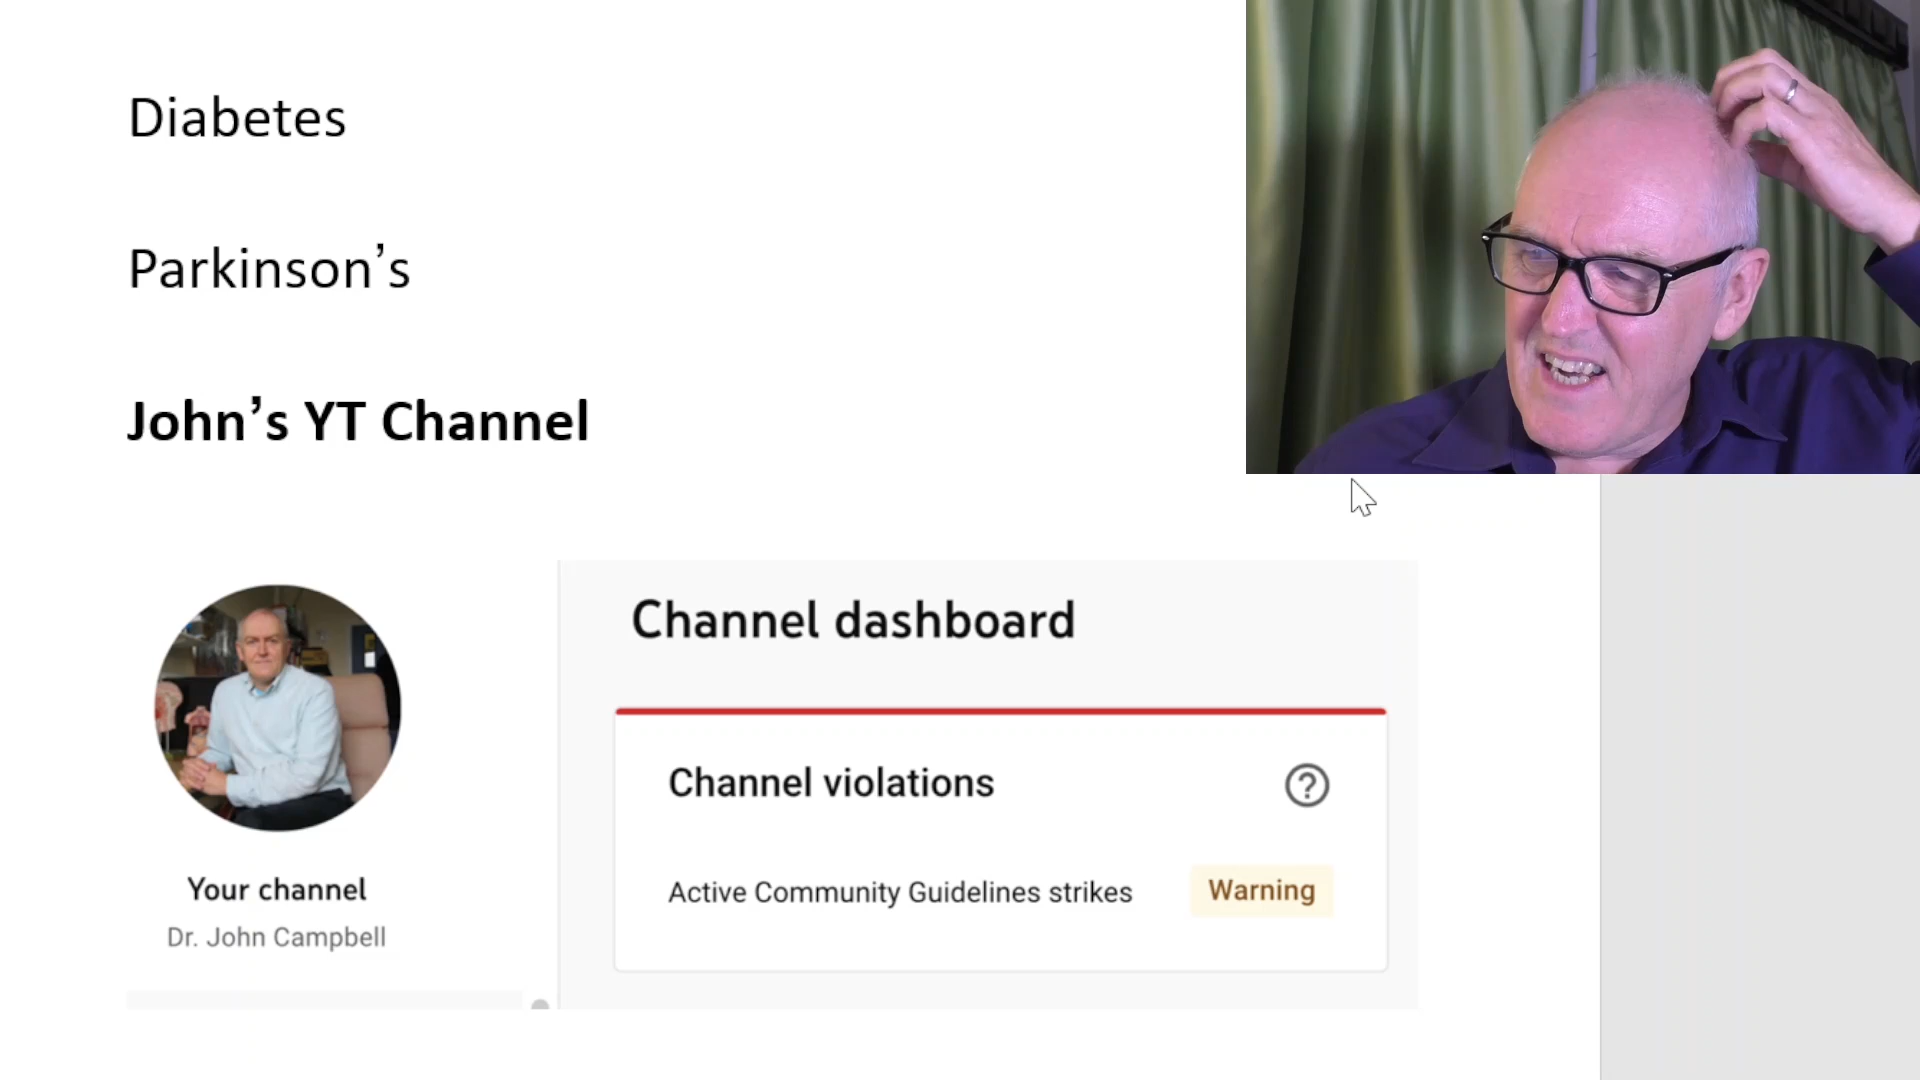 Diabetes
Parkinson’s
John’s YT Channel
Channel dashboard
Channel violations
Active Community Guidelines strikes Warning
Your channel
Dr. John Campbell